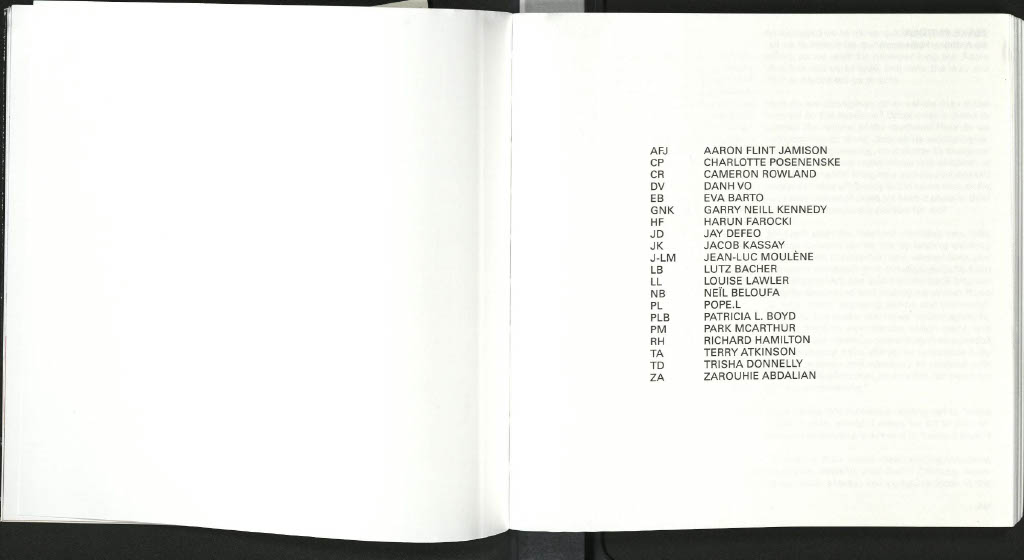 AFJ AARON FLINT JAMISON
CP CHARLOTTE POSENENSKE
CR CAMERON ROWLAND
DV DANH VO
EB EVA BARTO
GNK GARRY NEILL KENNEDY
HF HARUN FAROCKI
JD JAY DEFEO
JK JACOB KASSAY
J-LM JEAN-LUC MOULÈNE
LB LUTZ BACHER
LL LOUISE LAWLER
NB NEÏL BELOUFA
PL POPE.L
PLB PATRICIA L. BOYD
PM PARK MCARTHUR
RH RICHARD HAMILTON
TA TERRY ATKINSON
TD TRISHA DONNELLY
ZA ZAROUHIE ABDALIAN